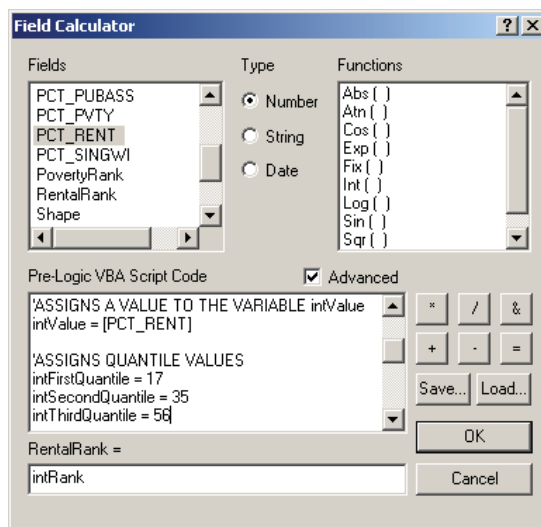 Field Calculator
Fields
Type
Functions
PCT_PUBASS
PCT_PVTY
PCT_RENT
PCT_SINGWI
PovertyRank
RentalRank
Shape
Number
String
Date
Abs ( )
Atn ( )
Cos ( )
Exp ( )
Fix ( )
Int ( )
Log ( )
Sin ( )
Sqr ( )
Pre-Logic VBA Script Code
Advanced
'ASSIGNS A VALUE TO THE VARIABLE intValue
intValue = [PCT_RENT]
'ASSIGNS QUANTILE VALUES
intFirstQuantile = 17
intSecondQuantile = 35
intThirdQuantile = 56
* / &
+ - =
Save... Load...
OK
RentalRank =
intRank
Cancel